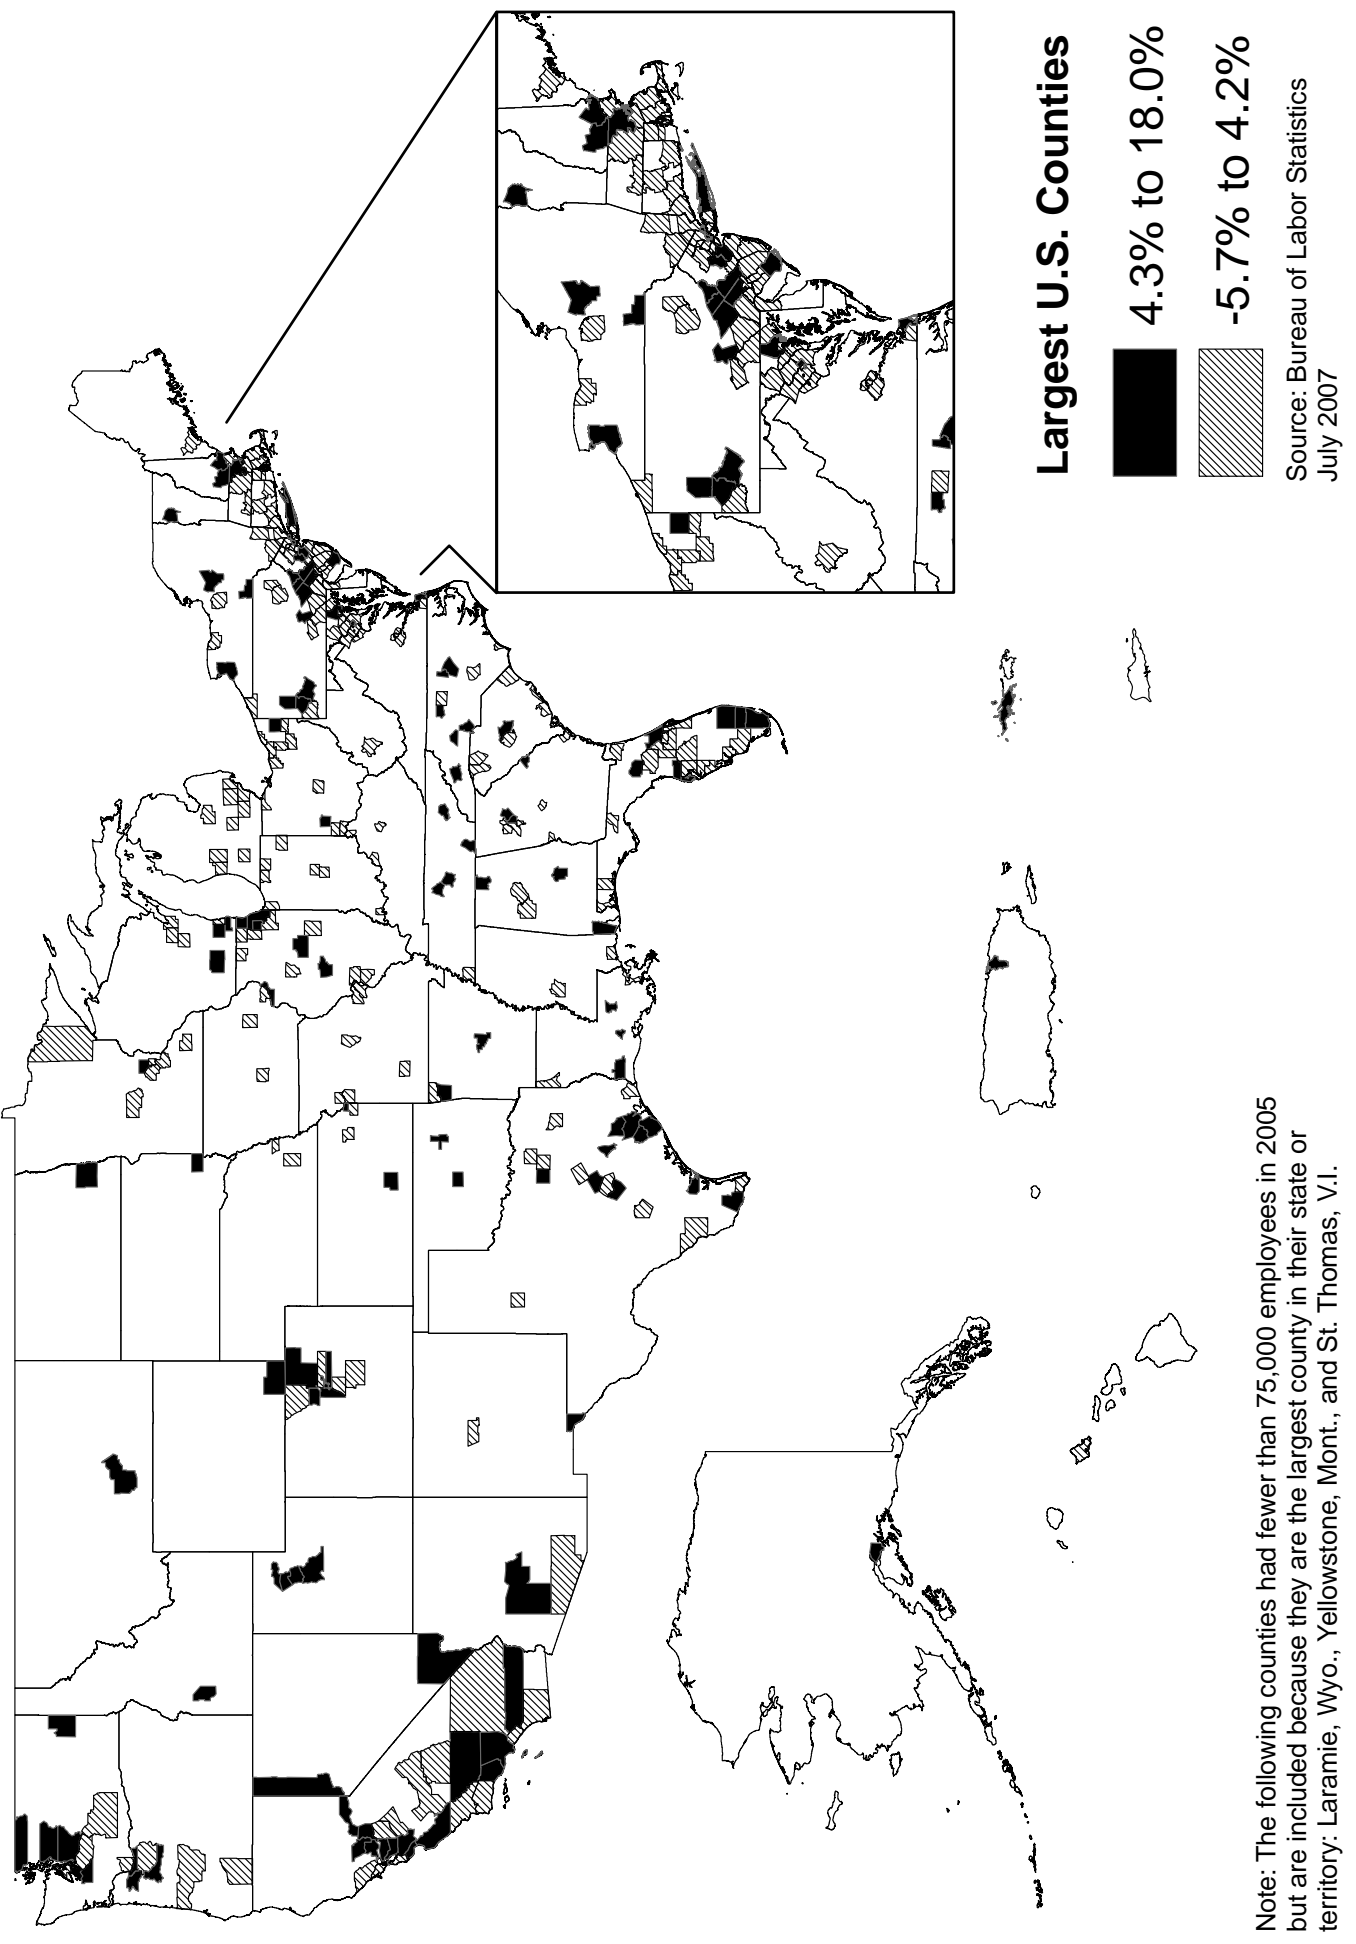 Largest U.S. Counties
4.3% to 18.0%
-5.7% to 4.2%
Source: Bureau of Labor Statistics
July 2007
Note: The following counties had fewer than 75,000 employees in 2005
but are included because they are the largest county in their state or
territory: Laramie, Wyo., Yellowstone, Mont., and St. Thomas, V.I.